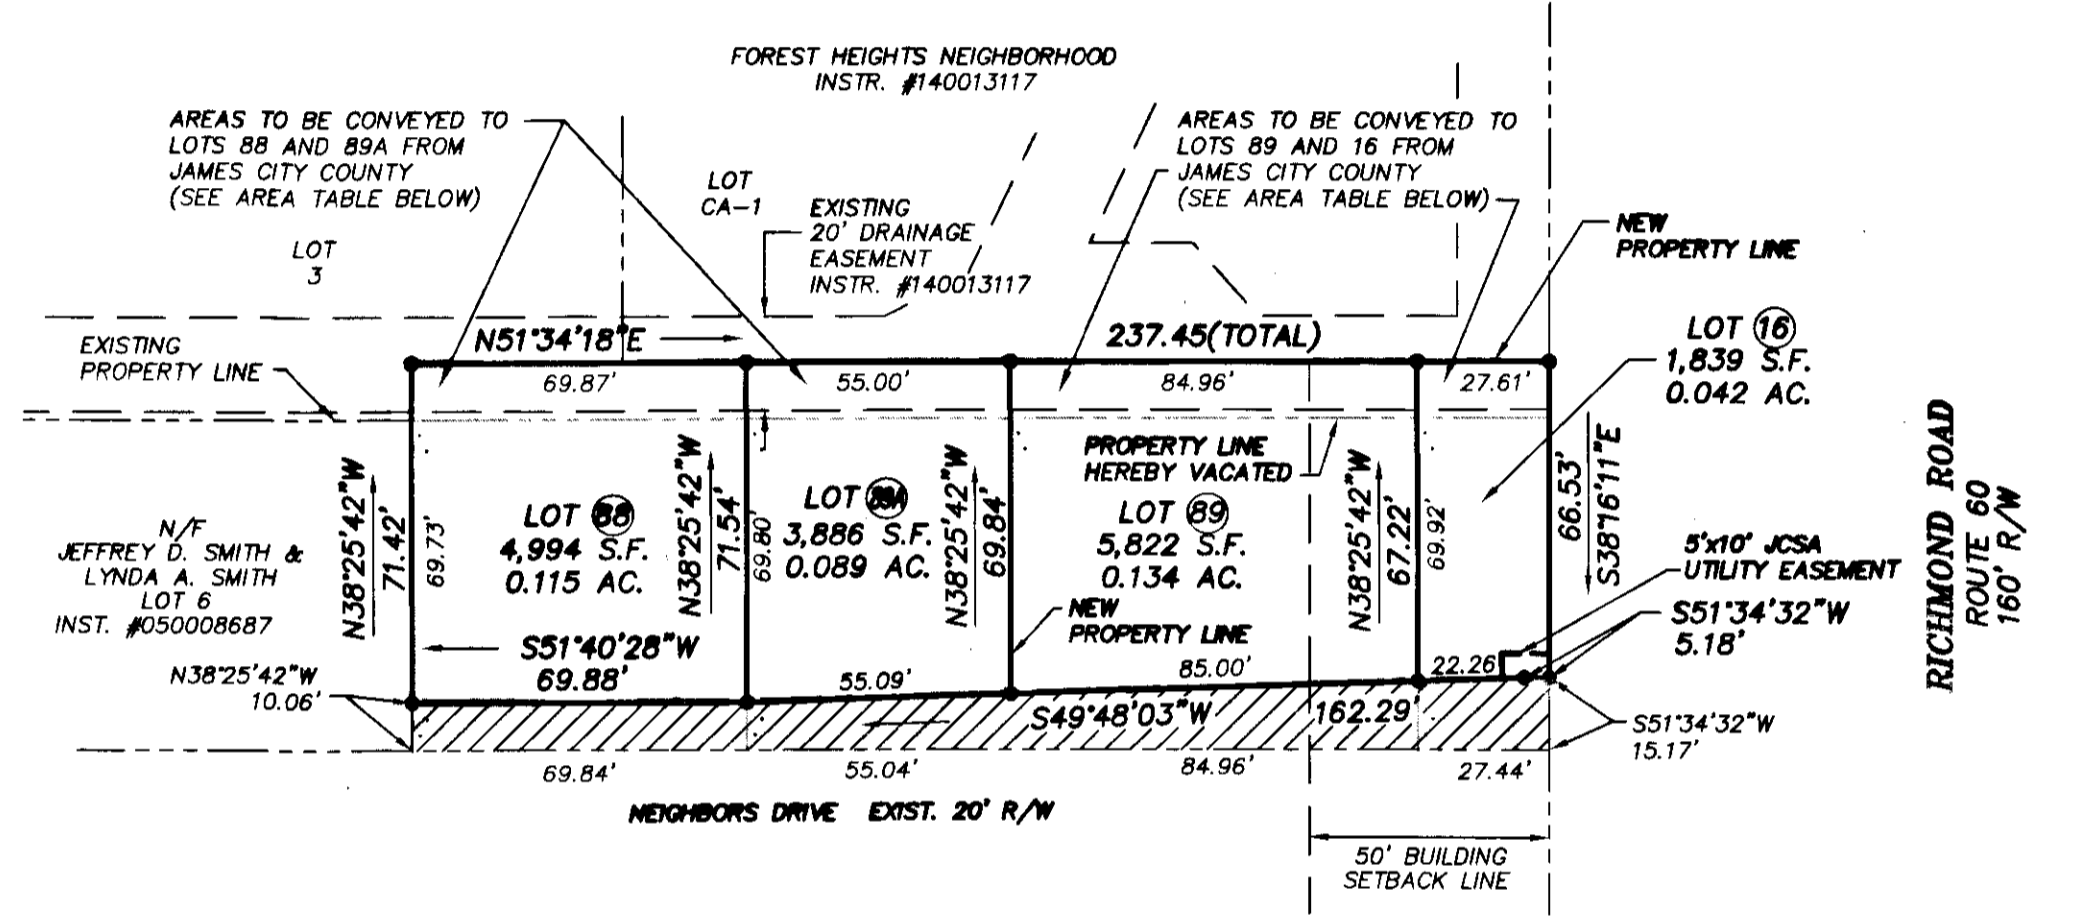 FOREST HEIGHTS NEIGHBORHOOD
INSTR. #140013117
AREAS TO BE CONVEYED TO
LOTS 88 AND 89A FROM
JAMES CITY COUNTY
(SEE AREA TABLE BELOW)
AREAS TO BE CONVEYED TO
LOTS 89 AND 16 FROM
JAMES CITY COUNTY
(SEE AREA TABLE BELOW)
LOT
CA-1
EXISTING
20' DRAINAGE
EASEMENT
INSTR. #140013117
LOT
3
NEW
PROPERTY LINE
EXISTING
PROPERTY LINE
N51°34'18"E
237.45(TOTAL)
69.87'
55.00'
84.96'
27.61'
LOT 16
1,839 S.F.
0.042 AC.
N/F
JEFFREY D. SMITH &
LYNDA A. SMITH
LOT 6
INST. #050008687
N38°25'42"W
71.42'
69.73'
LOT 88
4,994 S.F.
0.115 AC.
N38°25'42"W
71.54'
69.80'
LOT 89A
3,886 S.F.
0.089 AC.
N38°25'42"W
69.84'
PROPERTY LINE
HEREBY VACATED
LOT 89
5,822 S.F.
0.134 AC.
N38°25'42"W
67.22'
69.92'
66.53'
S38°16'11"E
5'x10' JCSA
UTILITY EASEMENT
S51°34'32"W
5.18'
RICHMOND ROAD
ROUTE 60
160' R/W
NEW
PROPERTY LINE
S51°40'28"W
69.88'
N38°25'42"W
10.06'
55.09'
85.00'
22.26
S49°48'03"W
162.29'
S51°34'32"W
15.17'
69.84'
55.04'
84.96'
27.44'
NEIGHBORS DRIVE EXIST. 20' R/W
50' BUILDING
SETBACK LINE